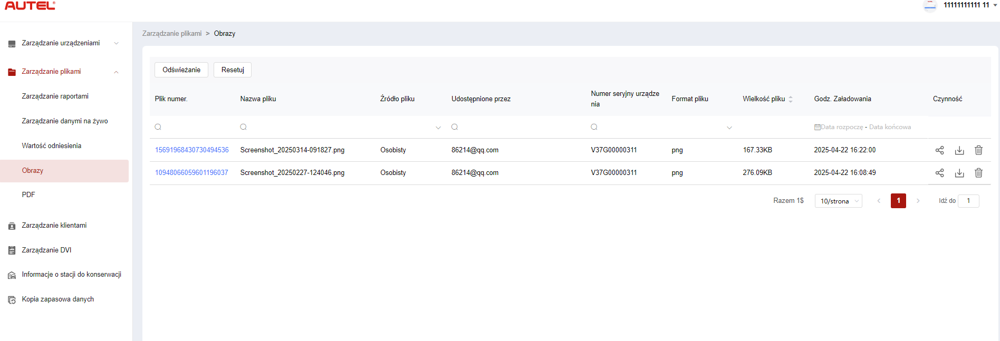 AUTEL
11111111111 11
Zarządzanie urządzeniami
Zarządzanie plikami
Zarządzanie raportami
Zarządzanie danymi na żywo
Wartość odniesienia
Obrazy
PDF
Zarządzanie klientami
Zarządzanie DVI
Informacje o stacji do konserwacji
Kopia zapasowa danych
Zarządzanie plikami > Obrazy
Odświeżanie Resetuj
Plik numer. Nazwa pliku Źródło pliku Udostępnione przez Numer seryjny urządze
nia Format pliku Wielkość pliku Godz. Załadowania Czynność
Data rozpoczę - Data końcowa
15691968430730494536 Screenshot_20250314-091827.png Osobisty 86214@qq.com V37G00000311 png 167.33KB 2025-04-22 16:22:00
10948066059601196037 Screenshot_20250227-124046.png Osobisty 86214@qq.com V37G00000311 png 276.09KB 2025-04-22 16:08:49
Razem 1$ 10/strona < 1 > Idź do 1